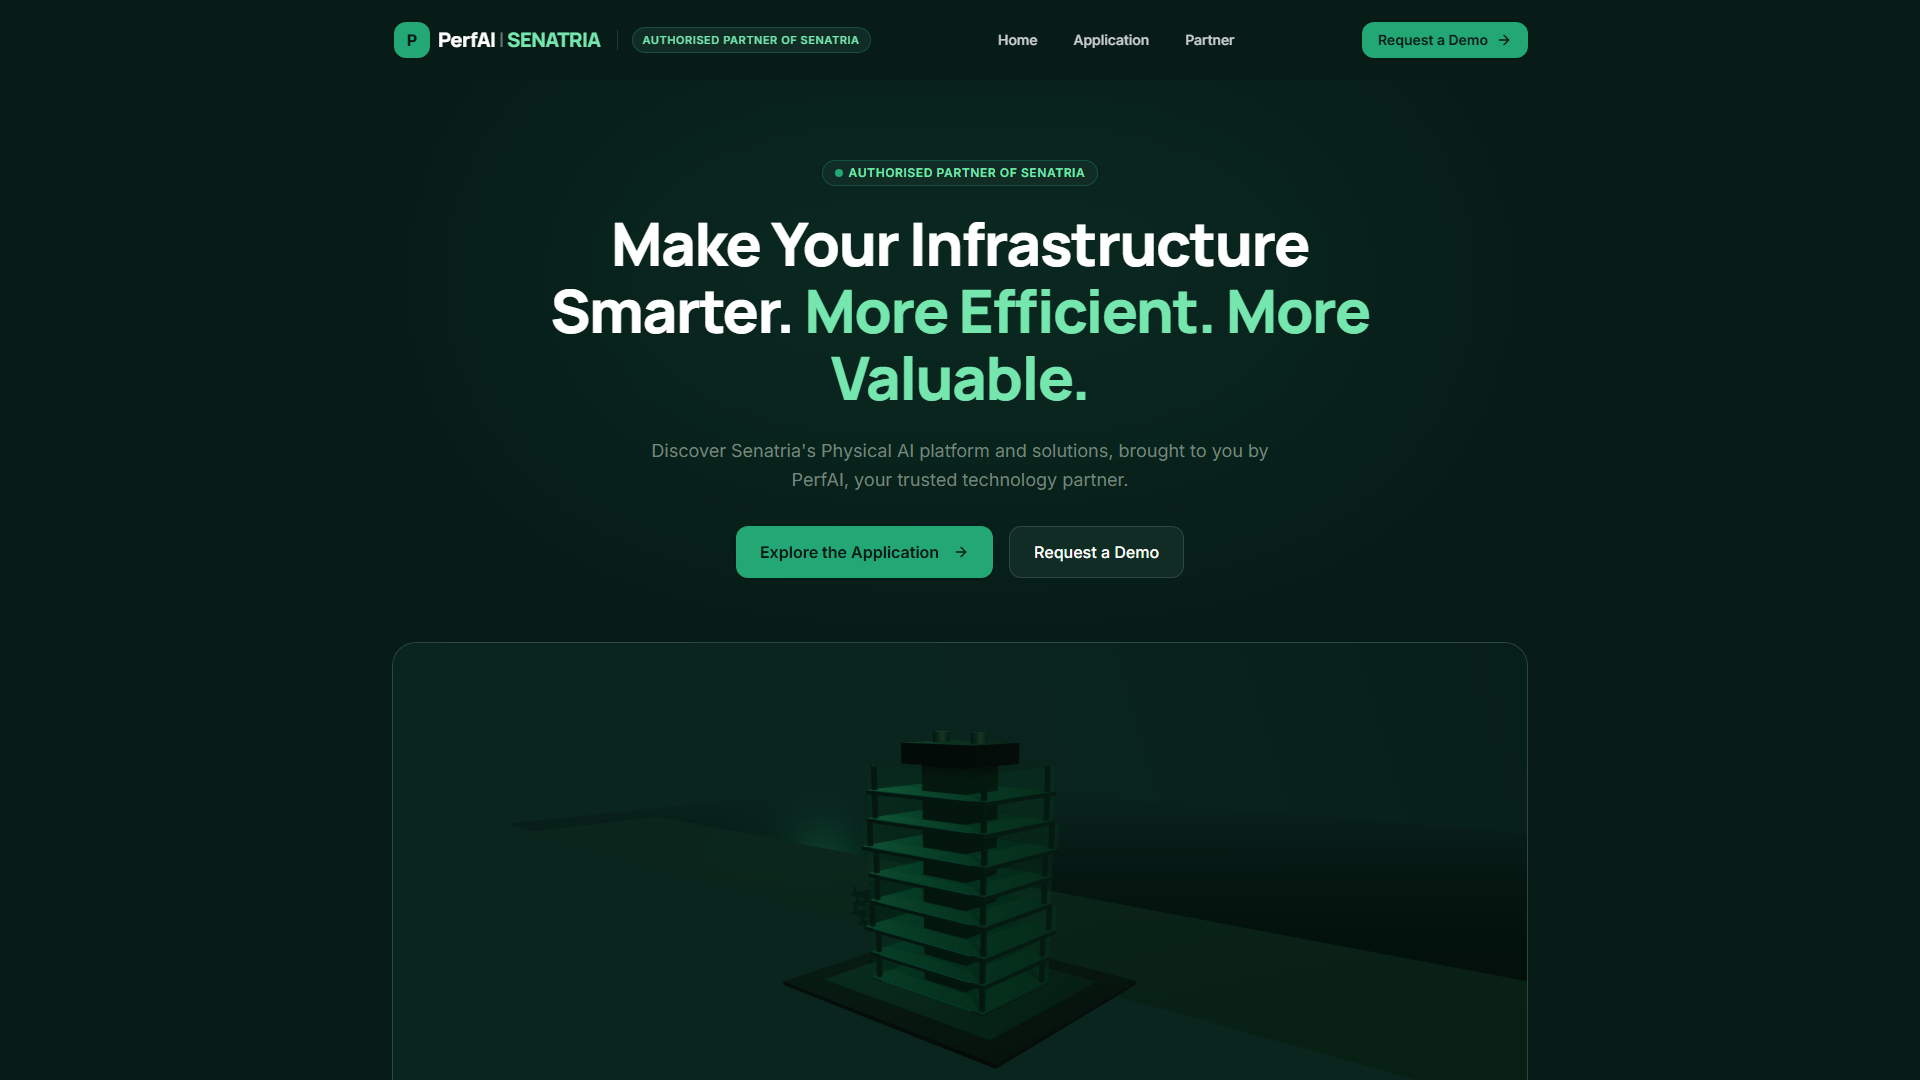 P PerfAI | SENATRIA AUTHORISED PARTNER OF SENATRIA Home Application Partner Request a Demo →
AUTHORISED PARTNER OF SENATRIA
Make Your Infrastructure
Smarter. More Efficient. More
Valuable.
Discover Senatria's Physical AI platform and solutions, brought to you by
PerfAI, your trusted technology partner.
Explore the Application → Request a Demo